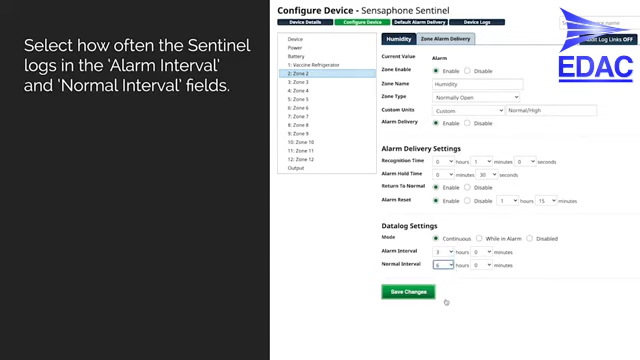 Select how often the Sentinel
logs in the 'Alarm Interval'
and 'Normal Interval' fields.
Configure Device - Sensaphone Sentinel
Device Details Configure Device Default Alarm Delivery Device Logs
Device
Power
Battery
1: Vaccine Refrigerator
2: Zone 2
3: Zone 3
4: Zone 4
5: Zone 5
6: Zone 6
7: Zone 7
8: Zone 8
9: Zone 9
10: Zone 10
11: Zone 11
12: Zone 12
Output
Humidity Zone Alarm Delivery
Audit Log Links OFF
EDAC
Current Value Alarm
Zone Enable Enable Disable
Zone Name Humidity
Zone Type Normally Open
Custom Units Custom Normal/High
Alarm Delivery Enable Disable
Alarm Delivery Settings
Recognition Time 0 hours 1 minutes 0 seconds
Alarm Hold Time 0 minutes 30 seconds
Return To Normal Enable Disable
Alarm Reset Enable Disable 1 hours 15 minutes
Datalog Settings
Mode Continuous While in Alarm Disabled
Alarm Interval 3 hours 0 minutes
Normal Interval 6 hours 0 minutes
Save Changes